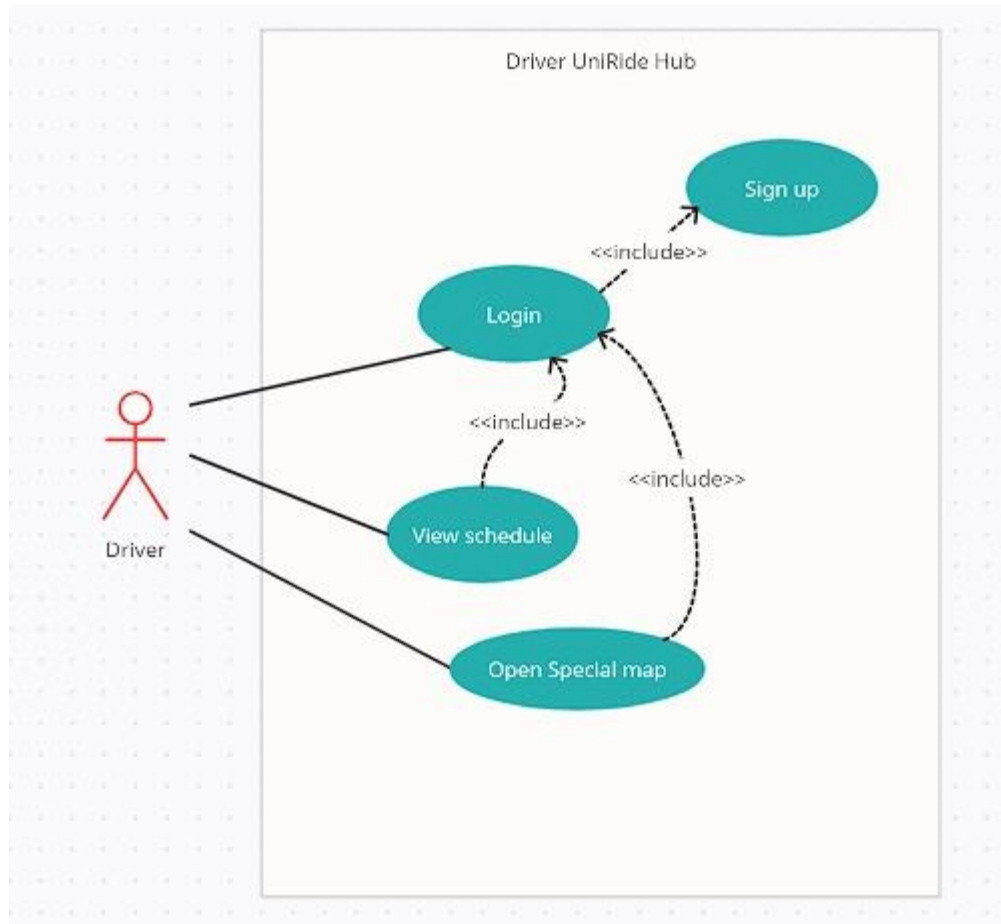 Driver UniRide Hub
Sign up
<<include>>
Login
<<include>>
<<include>>
View schedule
Driver
Open Special map